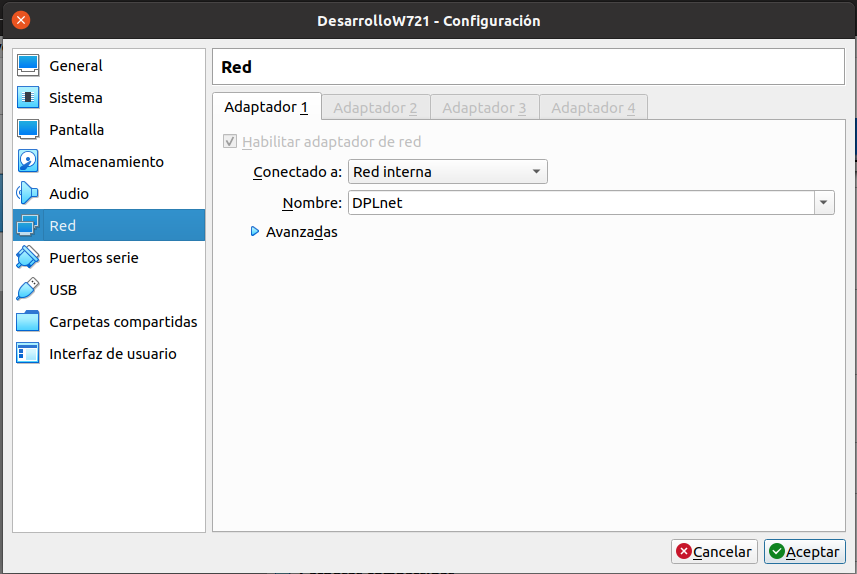 DesarrolloW721 - Configuración
General
Sistema
Pantalla
Almacenamiento
Audio
Red
Puertos serie
USB
Carpetas compartidas
Interfaz de usuario
Red
Adaptador 1 Adaptador 2 Adaptador 3 Adaptador 4
Habilitar adaptador de red
Conectado a: Red interna
Nombre: DPLnet
Avanzadas
Cancelar Aceptar